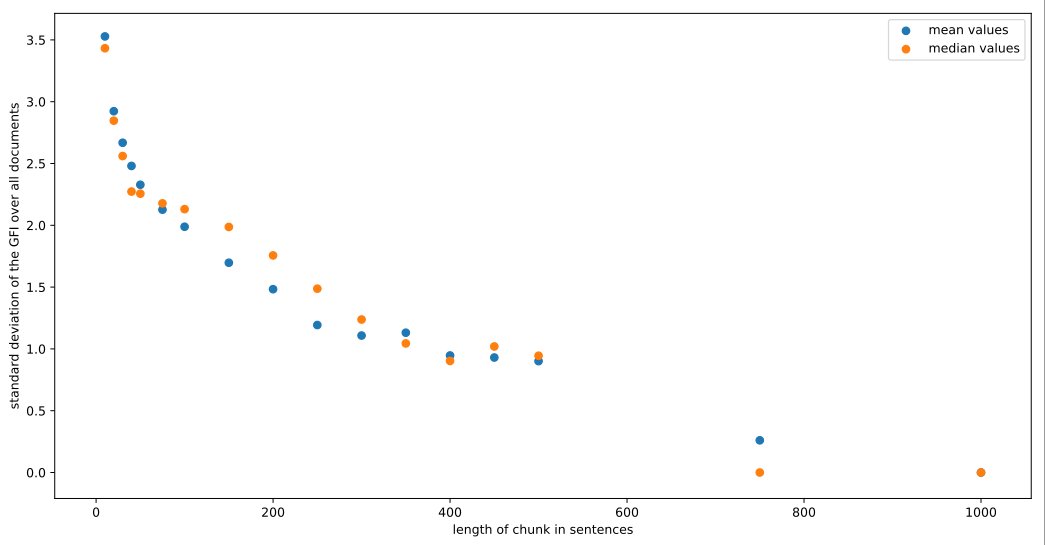 mean values
median values
3.5
3.0
2.5
2.0
1.5
1.0
0.5
0.0
standard deviation of the GFI over all documents
0 200 400 600 800 1000
length of chunk in sentences